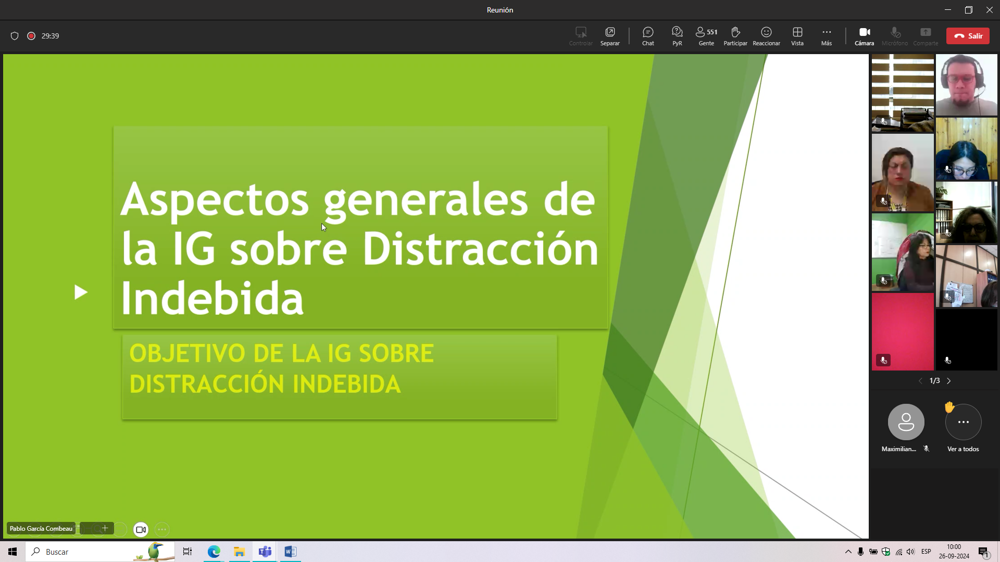 Reunión
29:39
Controlar
Separar
Chat
PyR
551
Gente
Participar
Reaccionar
Vista
Más
Cámara
Micrófono
Comparte
Salir
Aspectos generales de
la IG sobre Distracción
Indebida
OBJETIVO DE LA IG SOBRE
DISTRACCIÓN INDEBIDA
1/3
Maximilian...
Ver a todos
Pablo García Combeau
Buscar
ESP
10:00
26-09-2024
1